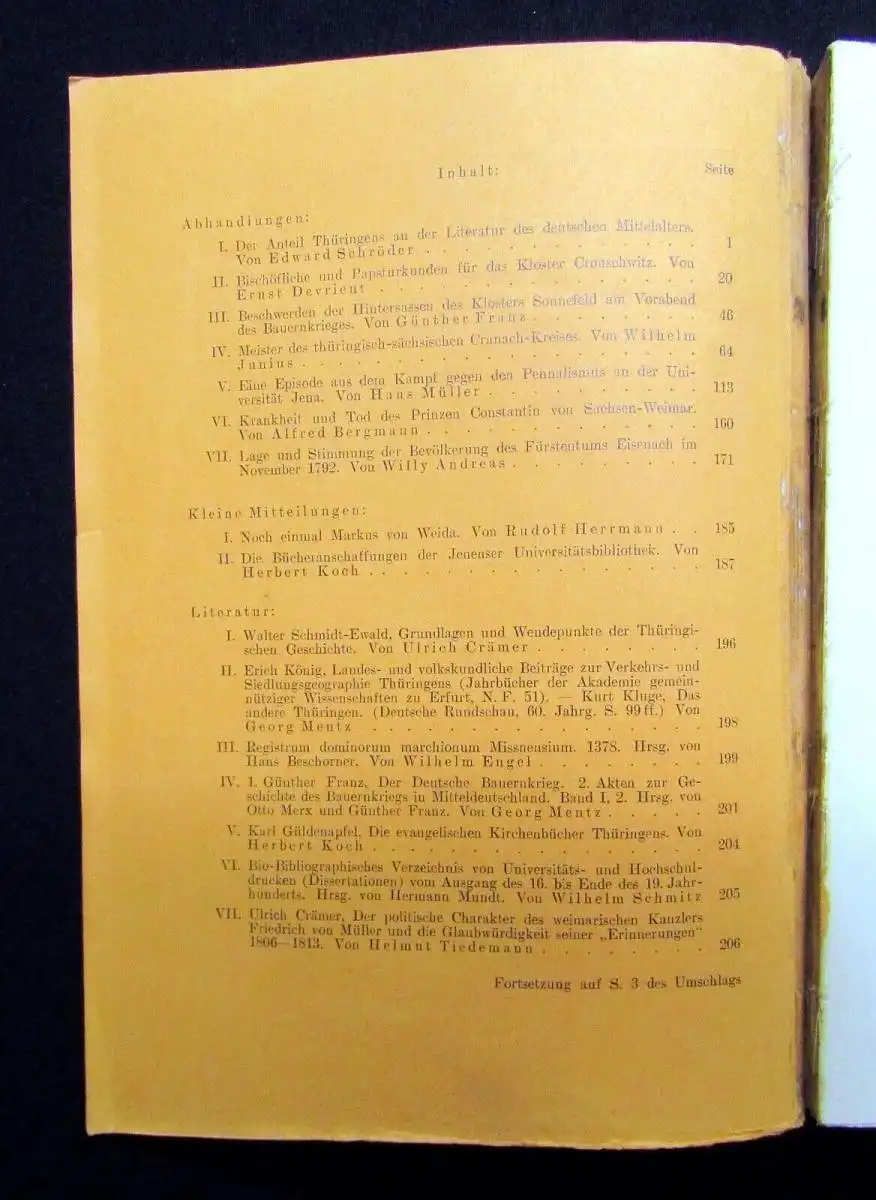 Inhalt: Seite
Abhandlungen:
I. Der Anteil Thüringens an der Literatur des deutschen Mittelalters.
Von Edward Schröder . . . . . . . . . . . . 1
II. Bischöfliche und Papsturkunden für das Kloster Cronschwitz. Von
Ernst Devrient . . . . . . . . . . . . . . 20
III. Beschwerden der Hintersassen des Klosters Sonnefeld am Vorabend
des Bauernkrieges. Von Günther Franz . . . . . . . 46
IV. Meister des thüringisch-sächsischen Cranach-Kreises. Von Wilhelm
Junius . . . . . . . . . . . . . . . . 64
V. Eine Episode aus dem Kampf gegen den Pennalismus an der Uni-
versität Jena. Von Hans Müller . . . . . . . . . 113
VI. Krankheit und Tod des Prinzen Constantin von Sachsen-Weimar.
Von Alfred Bergmann . . . . . . . . . . . . 160
VII. Lage und Stimmung der Bevölkerung des Fürstentums Eisenach im
November 1792. Von Willy Andreas . . . . . . . . 171
Kleine Mitteilungen:
I. Noch einmal Markus von Weida. Von Rudolf Herrmann . . 185
II. Die Bücheranschaffungen der Jenenser Universitätsbibliothek. Von
Herbert Koch . . . . . . . . . . . . . . 187
Literatur:
I. Walter Schmidt-Ewald, Grundlagen und Wendepunkte der Thüringi-
schen Geschichte. Von Ulrich Crämer . . . . . . . 196
II. Erich König, Landes- und volkskundliche Beiträge zur Verkehrs- und
Siedlungsgeographie Thüringens (Jahrbücher der Akademie gemein-
nütziger Wissenschaften zu Erfurt, N. F. 51). — Kurt Kluge, Das
andere Thüringen. (Deutsche Rundschau, 60. Jahrg. S. 99 ff.) Von
Georg Mentz . . . . . . . . . . . . . . 198
III. Registrum dominorum marchionum Missnensium. 1378. Hrsg. von
Hans Beschorner. Von Wilhelm Engel . . . . . . . 199
IV. 1. Günther Franz, Der Deutsche Bauernkrieg. 2. Akten zur Ge-
schichte des Bauernkriegs in Mitteldeutschland. Band I, 2. Hrsg. von
Otto Merx und Günther Franz. Von Georg Mentz . . . . . 201
V. Karl Güldenapfel, Die evangelischen Kirchenbücher Thüringens. Von
Herbert Koch . . . . . . . . . . . . . . 204
VI. Bio-Bibliographisches Verzeichnis von Universitäts- und Hochschul-
drucken (Dissertationen) vom Ausgang des 16. bis Ende des 19. Jahr-
hunderts. Hrsg. von Hermann Mundt. Von Wilhelm Schmitz 205
VII. Ulrich Crämer, Der politische Charakter des weimarischen Kanzlers
Friedrich von Müller und die Glaubwürdigkeit seiner „Erinnerungen“
1806—1813. Von Helmut Tiedemann . . . . . . . 206
Fortsetzung auf S. 3 des Umschlags